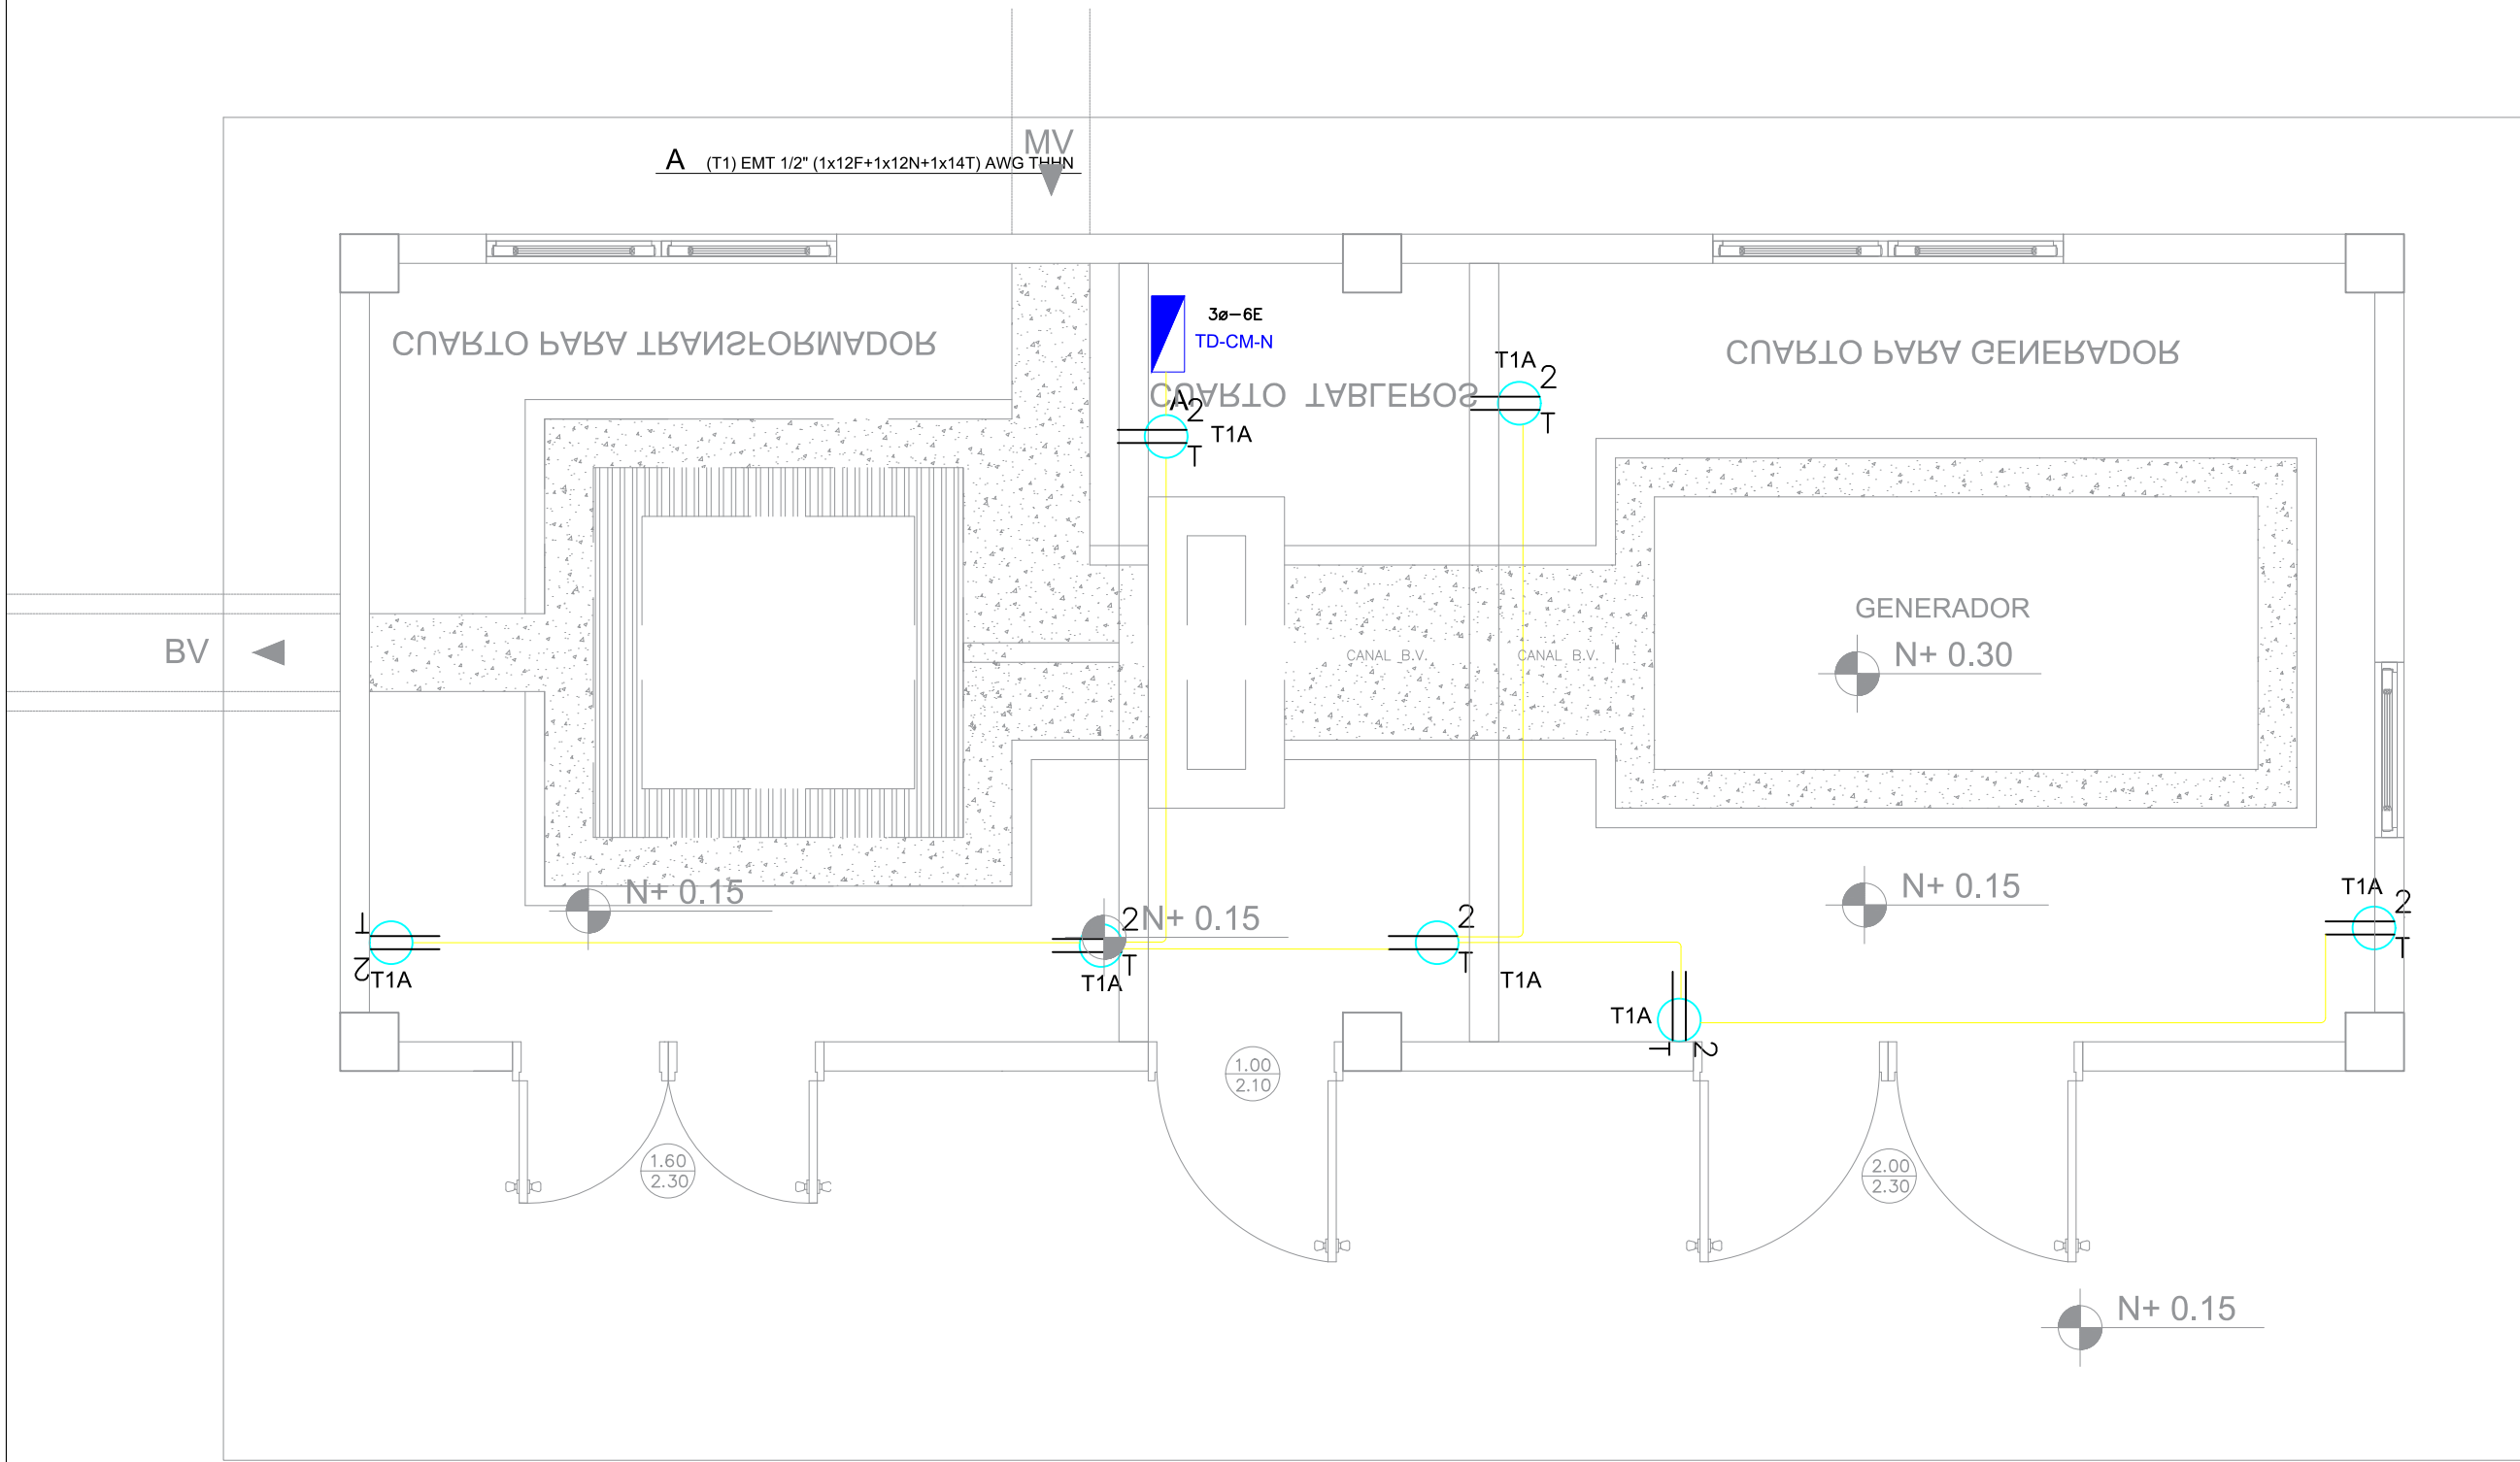 MV
A (T1) EMT 1/2" (1x12F+1x12N+1x14T) AWG THHN
3ø-6E
TD-CM-N
CUARTO PARA TRANSFORMADOR
CUARTO PARA GENERADOR
T1A
2
T
CUARTO TABLEROS
A
2
T1A
T
GENERADOR
N+ 0.30
BV
CANAL B.V.
CANAL B.V.
N+ 0.15
N+ 0.15
N+ 0.15
T1A
2
T
T
2
T1A
2
T
T1A
2
T
T1A
T1A
T
2
1.00
2.10
1.60
2.30
2.00
2.30
N+ 0.15